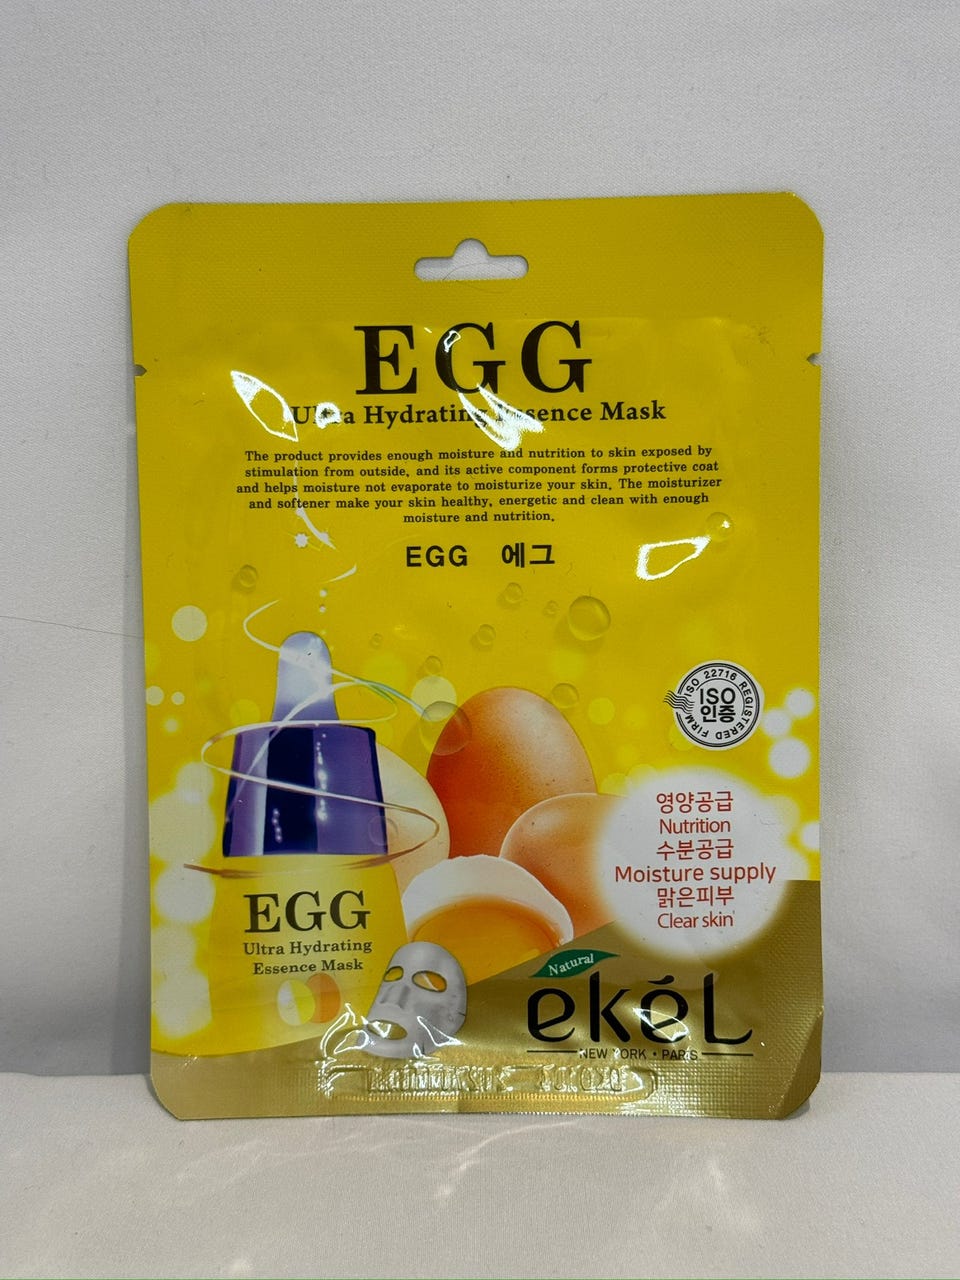 EGG
Ultra Hydrating Essence Mask
The product provides enough moisture and nutrition to skin exposed by
stimulation from outside, and its active component forms protective coat
and helps moisture not evaporate to moisturize your skin. The moisturizer
and softener make your skin healthy, energetic and clean with enough
moisture and nutrition.
EGG 에그
ISO 22716 REGISTERED FIRM
ISO
인증
영양공급
Nutrition
수분공급
Moisture supply
맑은피부
Clear skin
EGG
Ultra Hydrating
Essence Mask
Natural
ekéL
NEW YORK • PARIS